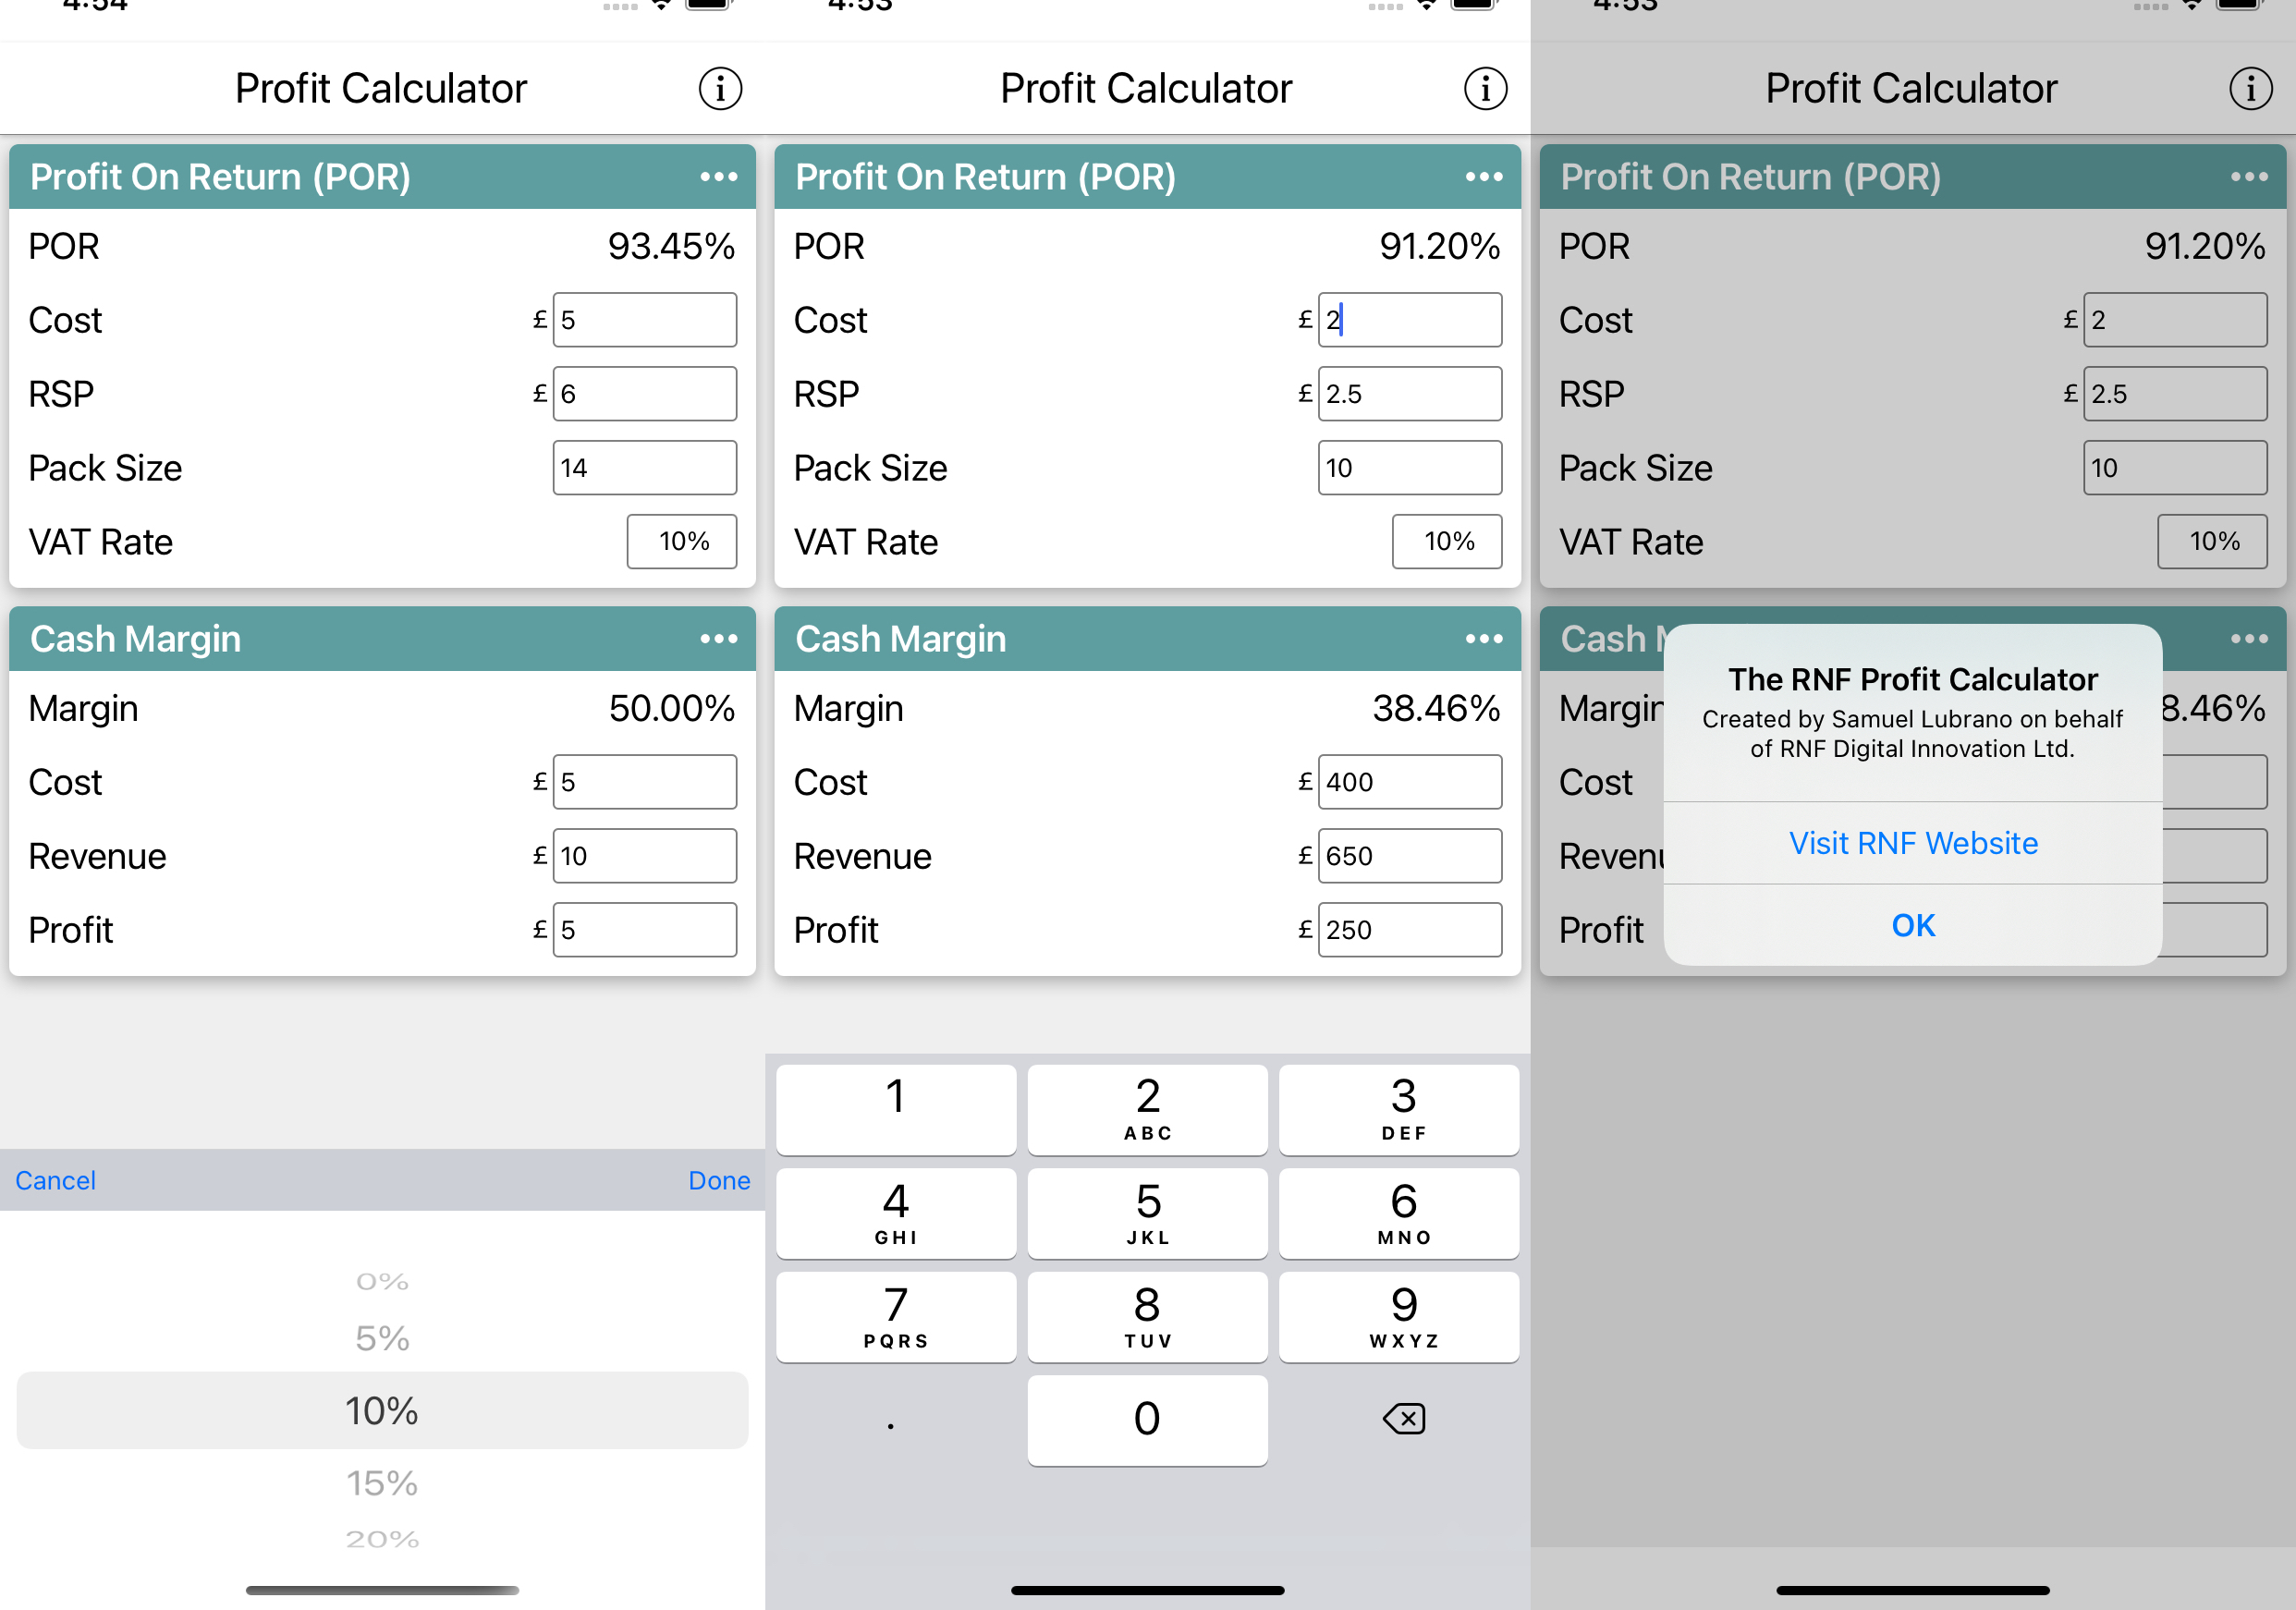 4:54
Profit Calculator
Profit On Return (POR)
POR 93.45%
Cost £ 5
RSP £ 6
Pack Size 14
VAT Rate 10%
Cash Margin
Margin 50.00%
Cost £ 5
Revenue £ 10
Profit £ 5
Cancel Done
0%
5%
10%
15%
20%
4:53
Profit Calculator
Profit On Return (POR)
POR 91.20%
Cost £ 2
RSP £ 2.5
Pack Size 10
VAT Rate 10%
Cash Margin
Margin 38.46%
Cost £ 400
Revenue £ 650
Profit £ 250
1 2 3
ABC DEF
4 5 6
GHI JKL MNO
7 8 9
PQRS TUV WXYZ
. 0
4:53
Profit Calculator
Profit On Return (POR)
POR 91.20%
Cost £ 2
RSP £ 2.5
Pack Size 10
VAT Rate 10%
Cash
Margin 8.46%
Cost
Revenu
Profit
The RNF Profit Calculator
Created by Samuel Lubrano on behalf
of RNF Digital Innovation Ltd.
Visit RNF Website
OK